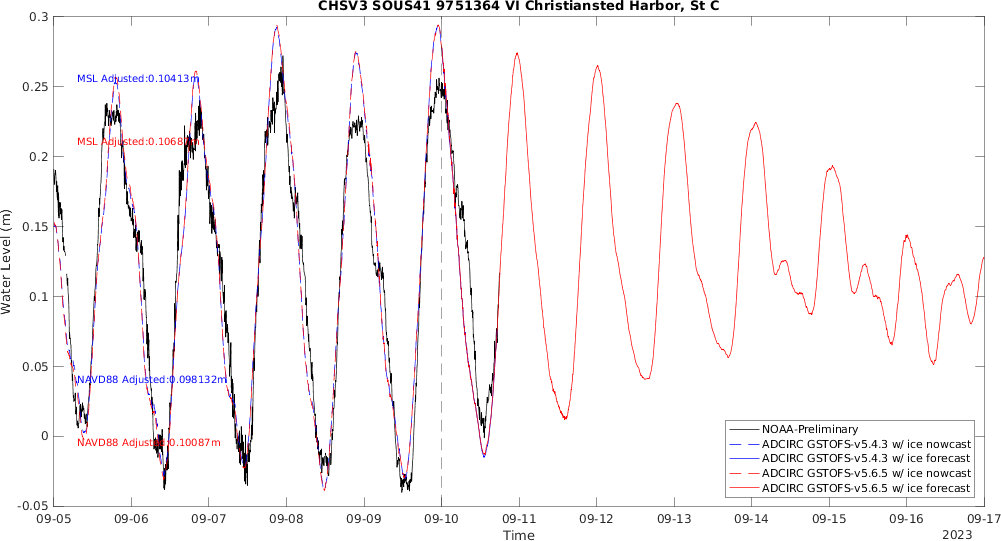 CHSV3 SOUS41 9751364 VI Christiansted Harbor, St C
0.3
0.25
0.2
0.15
0.1
0.05
0
-0.05
Water Level (m)
MSL Adjusted:0.10413m
MSL Adjusted:0.1068
NAVD88 Adjusted:0.098132m
NAVD88 Adjusted:0.10087m
NOAA-Preliminary
ADCIRC GSTOFS-v5.4.3 w/ ice nowcast
ADCIRC GSTOFS-v5.4.3 w/ ice forecast
ADCIRC GSTOFS-v5.6.5 w/ ice nowcast
ADCIRC GSTOFS-v5.6.5 w/ ice forecast
09-05 09-06 09-07 09-08 09-09 09-10 09-11 09-12 09-13 09-14 09-15 09-16 09-17
Time
2023